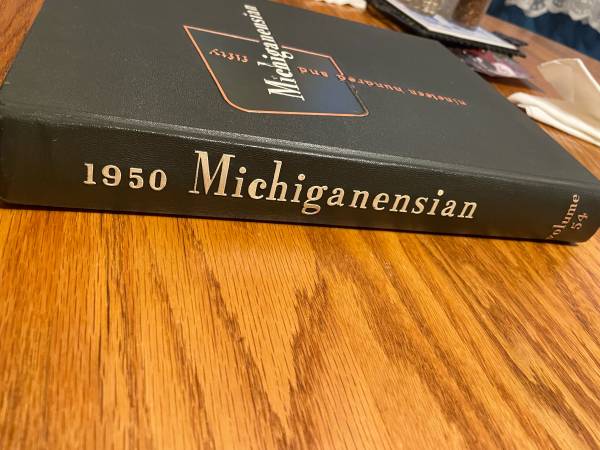 Michiganensian
nineteen hundred and
fifty
1950 Michiganensian
Volume
54